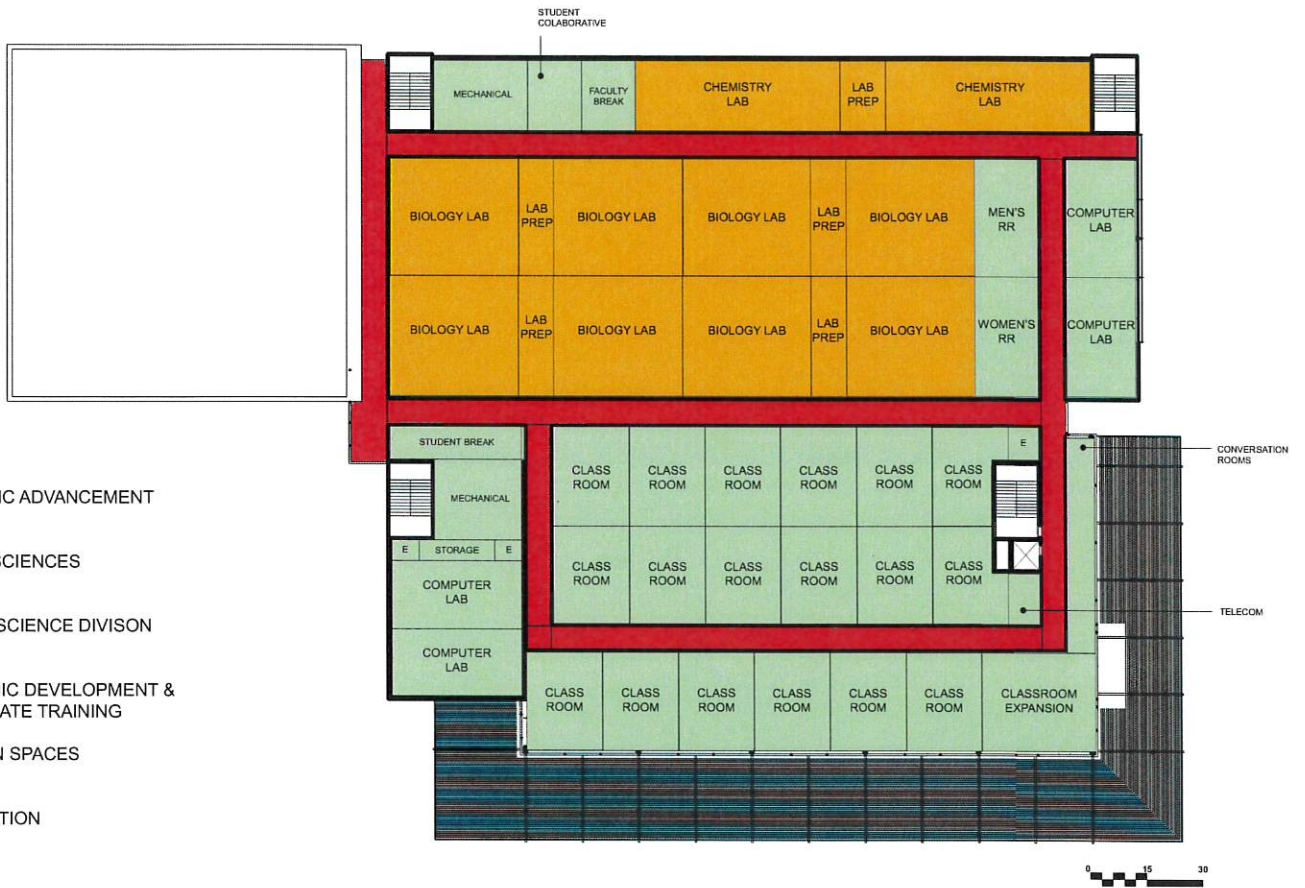 STUDENT
COLABORATIVE
MECHANICAL
FACULTY
BREAK
CHEMISTRY
LAB
LAB
PREP
CHEMISTRY
LAB
BIOLOGY LAB
LAB
PREP
BIOLOGY LAB
BIOLOGY LAB
LAB
PREP
BIOLOGY LAB
MEN'S
RR
COMPUTER
LAB
BIOLOGY LAB
LAB
PREP
BIOLOGY LAB
BIOLOGY LAB
LAB
PREP
BIOLOGY LAB
WOMEN'S
RR
COMPUTER
LAB
STUDENT BREAK
E
CONVERSATION
ROOMS
CLASS
ROOM
CLASS
ROOM
CLASS
ROOM
CLASS
ROOM
CLASS
ROOM
CLASS
ROOM
MECHANICAL
IC ADVANCEMENT
E
STORAGE
E
SCIENCES
CLASS
ROOM
CLASS
ROOM
CLASS
ROOM
CLASS
ROOM
CLASS
ROOM
CLASS
ROOM
COMPUTER
LAB
TELECOM
SCIENCE DIVISON
COMPUTER
LAB
IC DEVELOPMENT &
ATE TRAINING
CLASS
ROOM
CLASS
ROOM
CLASS
ROOM
CLASS
ROOM
CLASS
ROOM
CLASS
ROOM
CLASSROOM
EXPANSION
N SPACES
TION
0 15 30